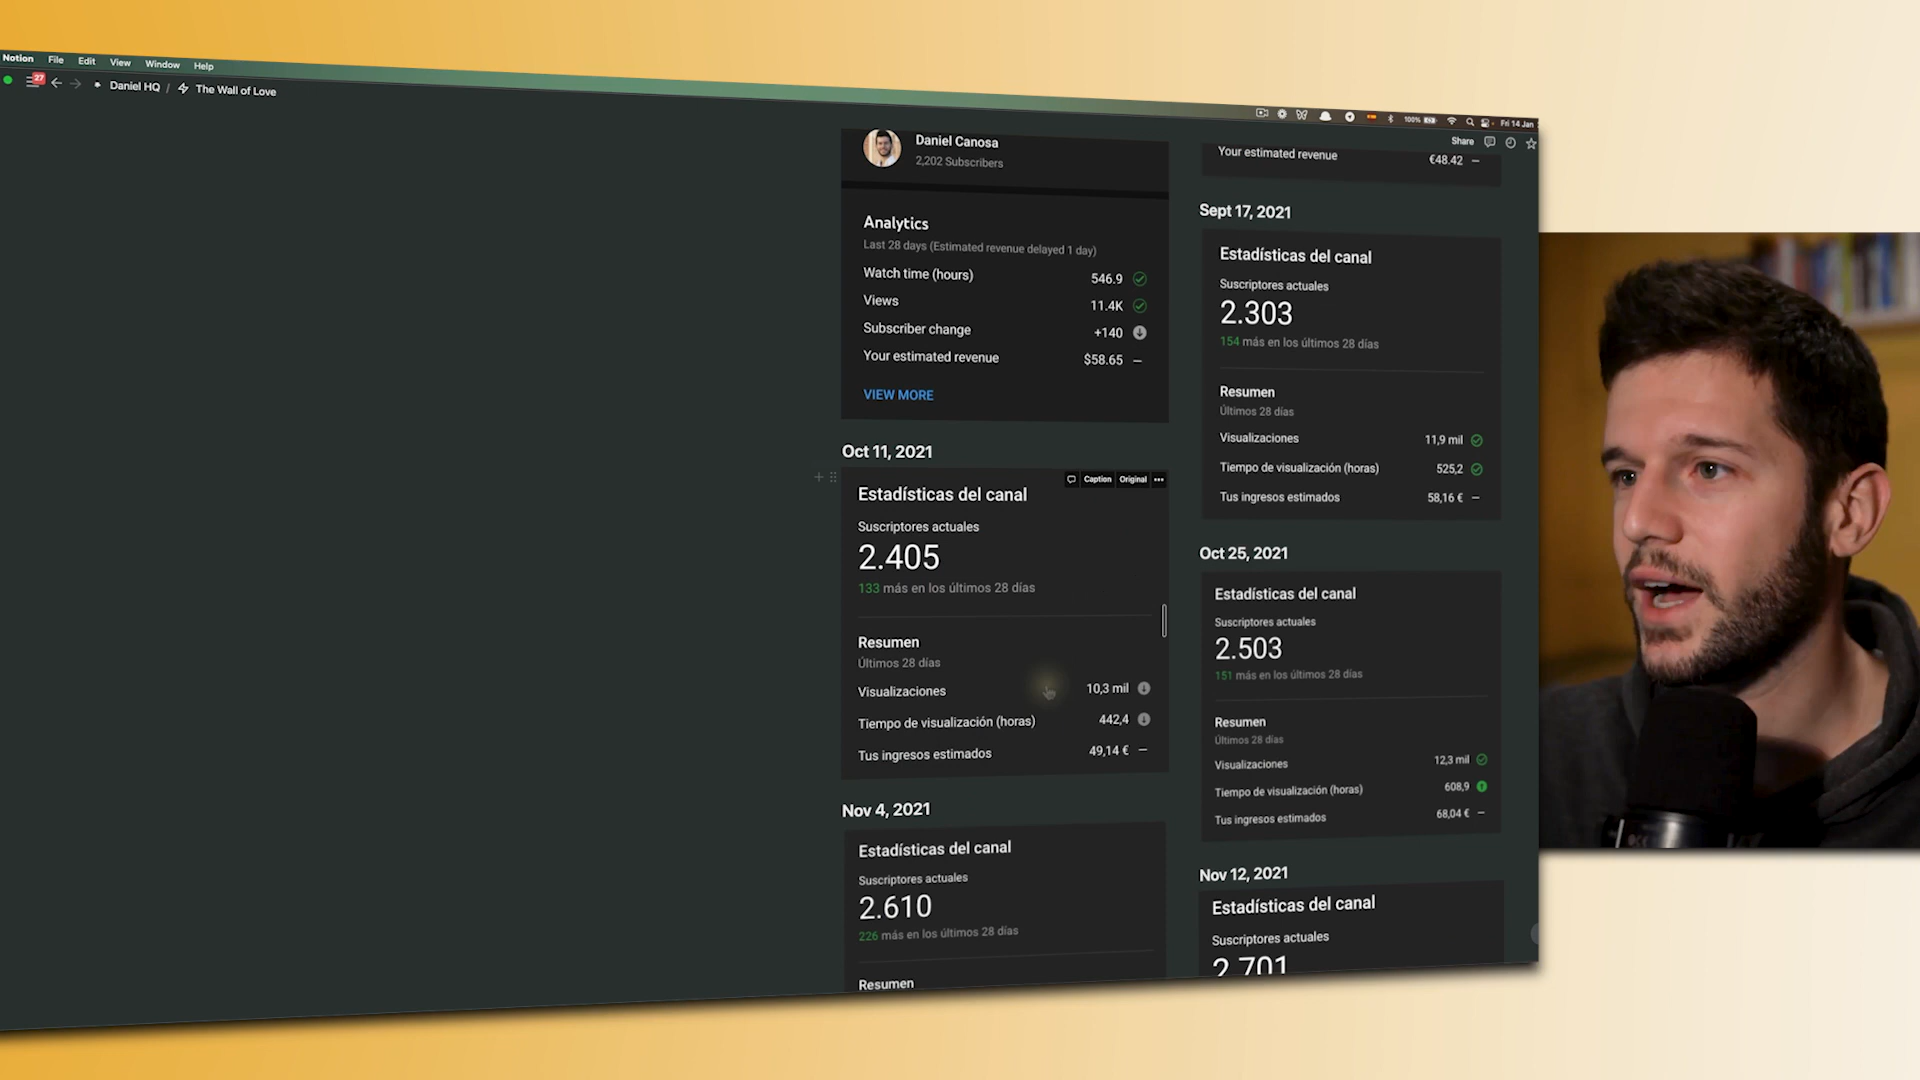 Notion File Edit View Window Help
27 Daniel HQ / The Wall of Love
100% Fri 14 Jan
Share
Daniel Canosa
2,202 Subscribers
Analytics
Last 28 days (Estimated revenue delayed 1 day)
Watch time (hours) 546.9
Views 11.4K
Subscriber change +140
Your estimated revenue $58.65 —
VIEW MORE
Oct 11, 2021
Caption Original
Estadísticas del canal
Suscriptores actuales
2.405
133 más en los últimos 28 días
Resumen
Últimos 28 días
Visualizaciones 10,3 mil
Tiempo de visualización (horas) 442,4
Tus ingresos estimados 49,14 € —
Nov 4, 2021
Estadísticas del canal
Suscriptores actuales
2.610
226 más en los últimos 28 días
Resumen
Your estimated revenue €48.42 —
Sept 17, 2021
Estadísticas del canal
Suscriptores actuales
2.303
154 más en los últimos 28 días
Resumen
Últimos 28 días
Visualizaciones 11,9 mil
Tiempo de visualización (horas) 525,2
Tus ingresos estimados 58,16 € —
Oct 25, 2021
Estadísticas del canal
Suscriptores actuales
2.503
151 más en los últimos 28 días
Resumen
Últimos 28 días
Visualizaciones 12,3 mil
Tiempo de visualización (horas) 608,9
Tus ingresos estimados 68,04 € —
Nov 12, 2021
Estadísticas del canal
Suscriptores actuales
2.701